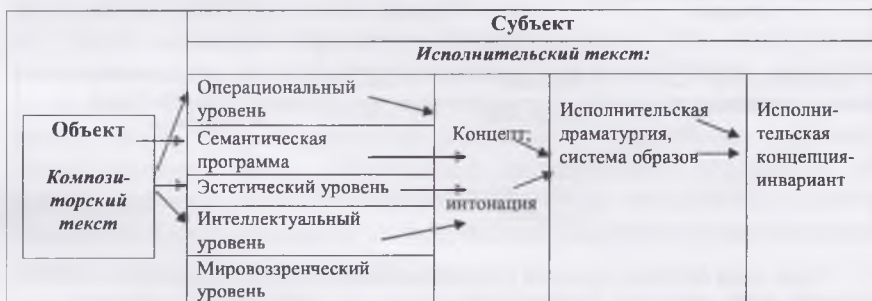 Субъект
Исполнительский текст:
Объект
Компози-
торский
текст
Операциональный
уровень
Семантическая
программа
Эстетический уровень
Интеллектуальный
уровень
Мировоззренческий
уровень
Концепт,
интонация
Исполнительская
драматургия,
система образов
Исполни-
тельская
концепция-
инвариант